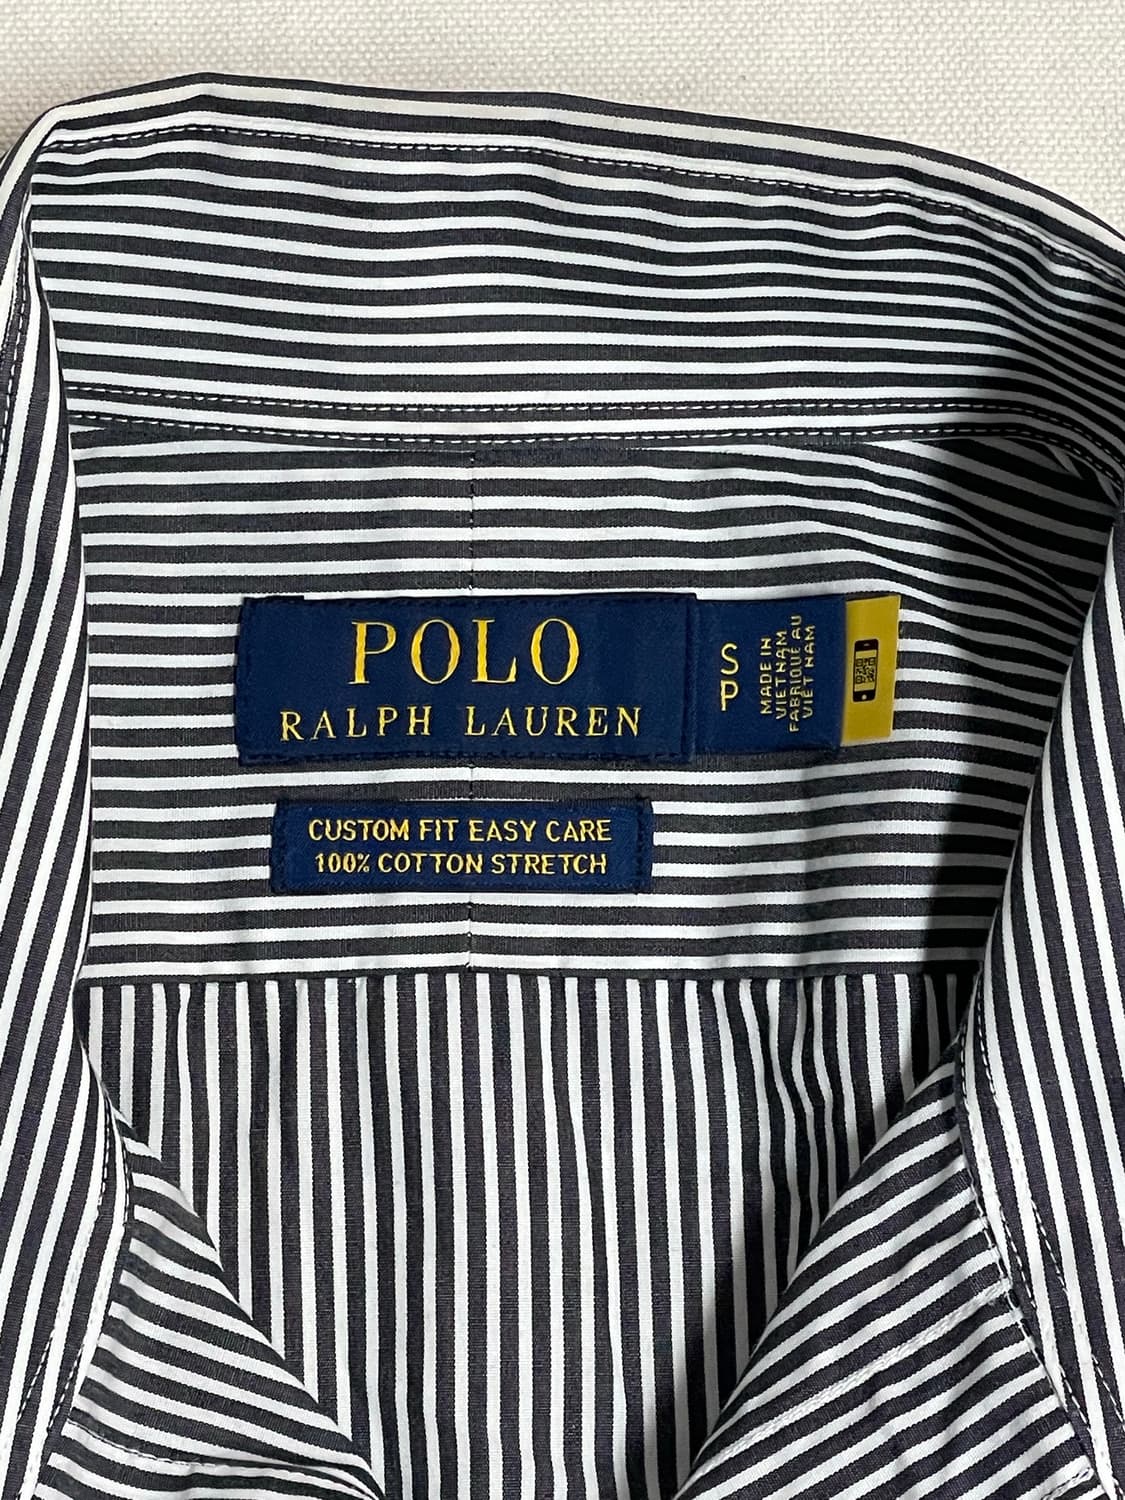 POLO
RALPH LAUREN
S
P
MADE IN
VIETNAM
FABRIQUÉ AU
VIET NAM
CUSTOM FIT EASY CARE
100% COTTON STRETCH